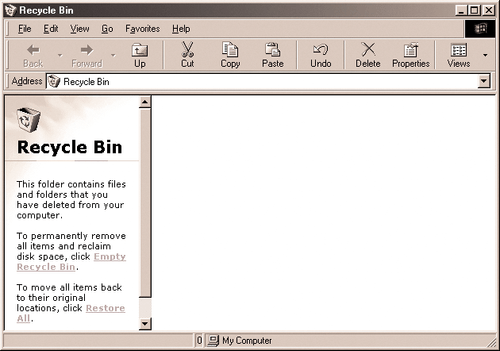 Recycle Bin
File Edit View Go Favorites Help
Back Forward Up Cut Copy Paste Undo Delete Properties Views
Address Recycle Bin
Recycle Bin
This folder contains files
and folders that you
have deleted from your
computer.
To permanently remove
all items and reclaim
disk space, click Empty
Recycle Bin.
To move all items back
to their original
locations, click Restore
All.
0 My Computer